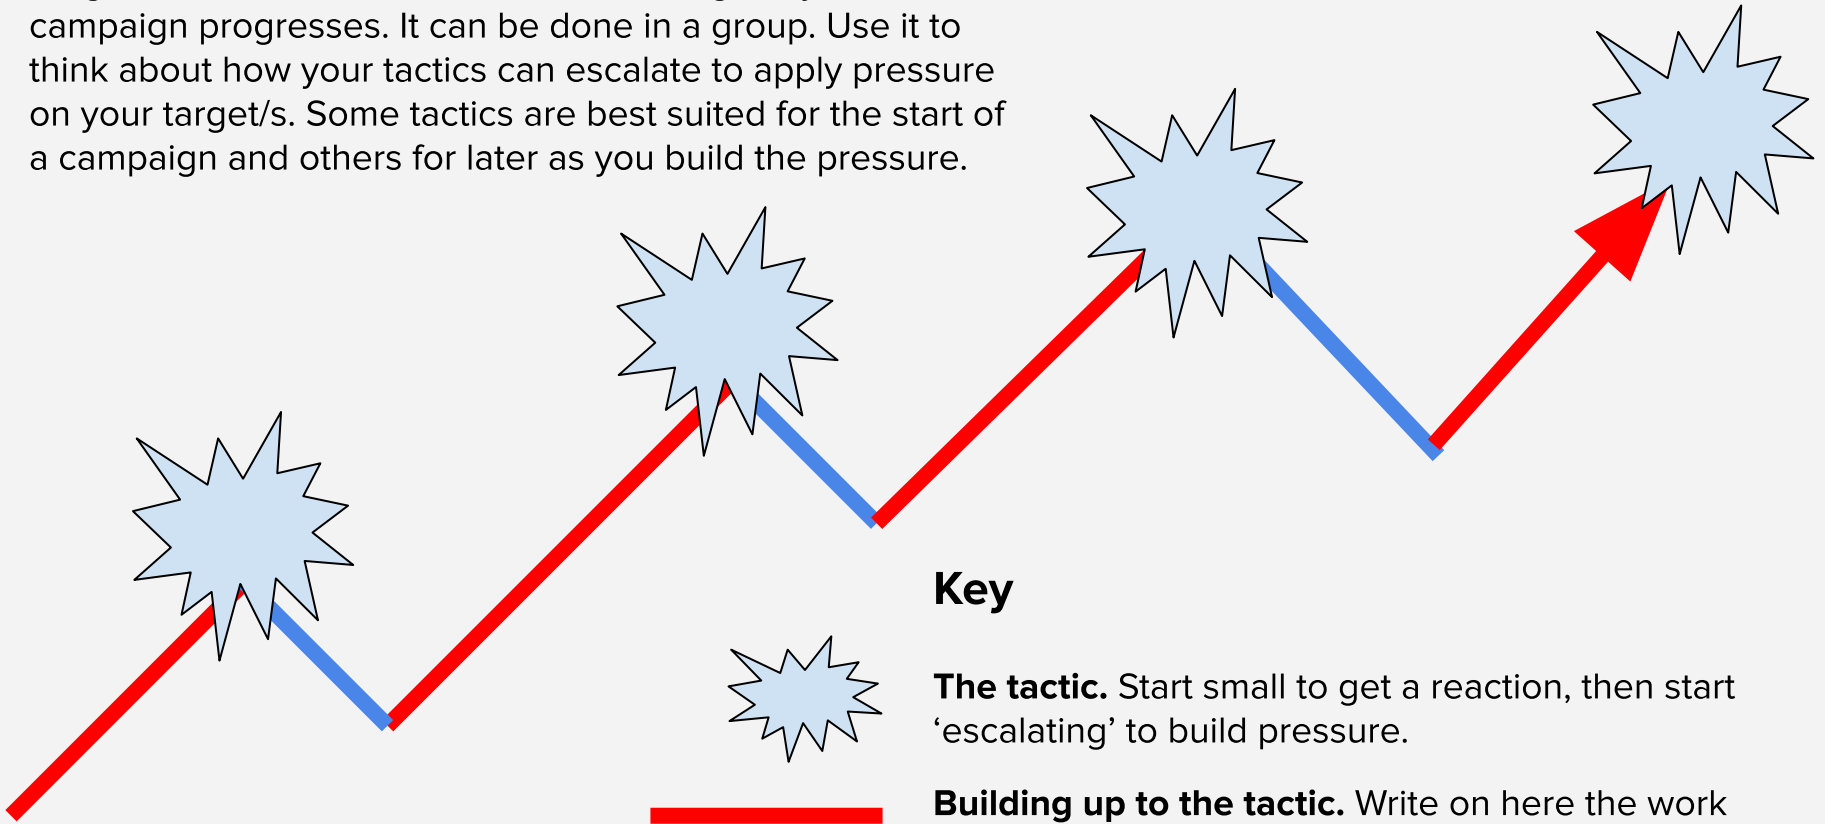 campaign progresses. It can be done in a group. Use it to
think about how your tactics can escalate to apply pressure
on your target/s. Some tactics are best suited for the start of
a campaign and others for later as you build the pressure.
Key
The tactic. Start small to get a reaction, then start
‘escalating’ to build pressure.
Building up to the tactic. Write on here the work